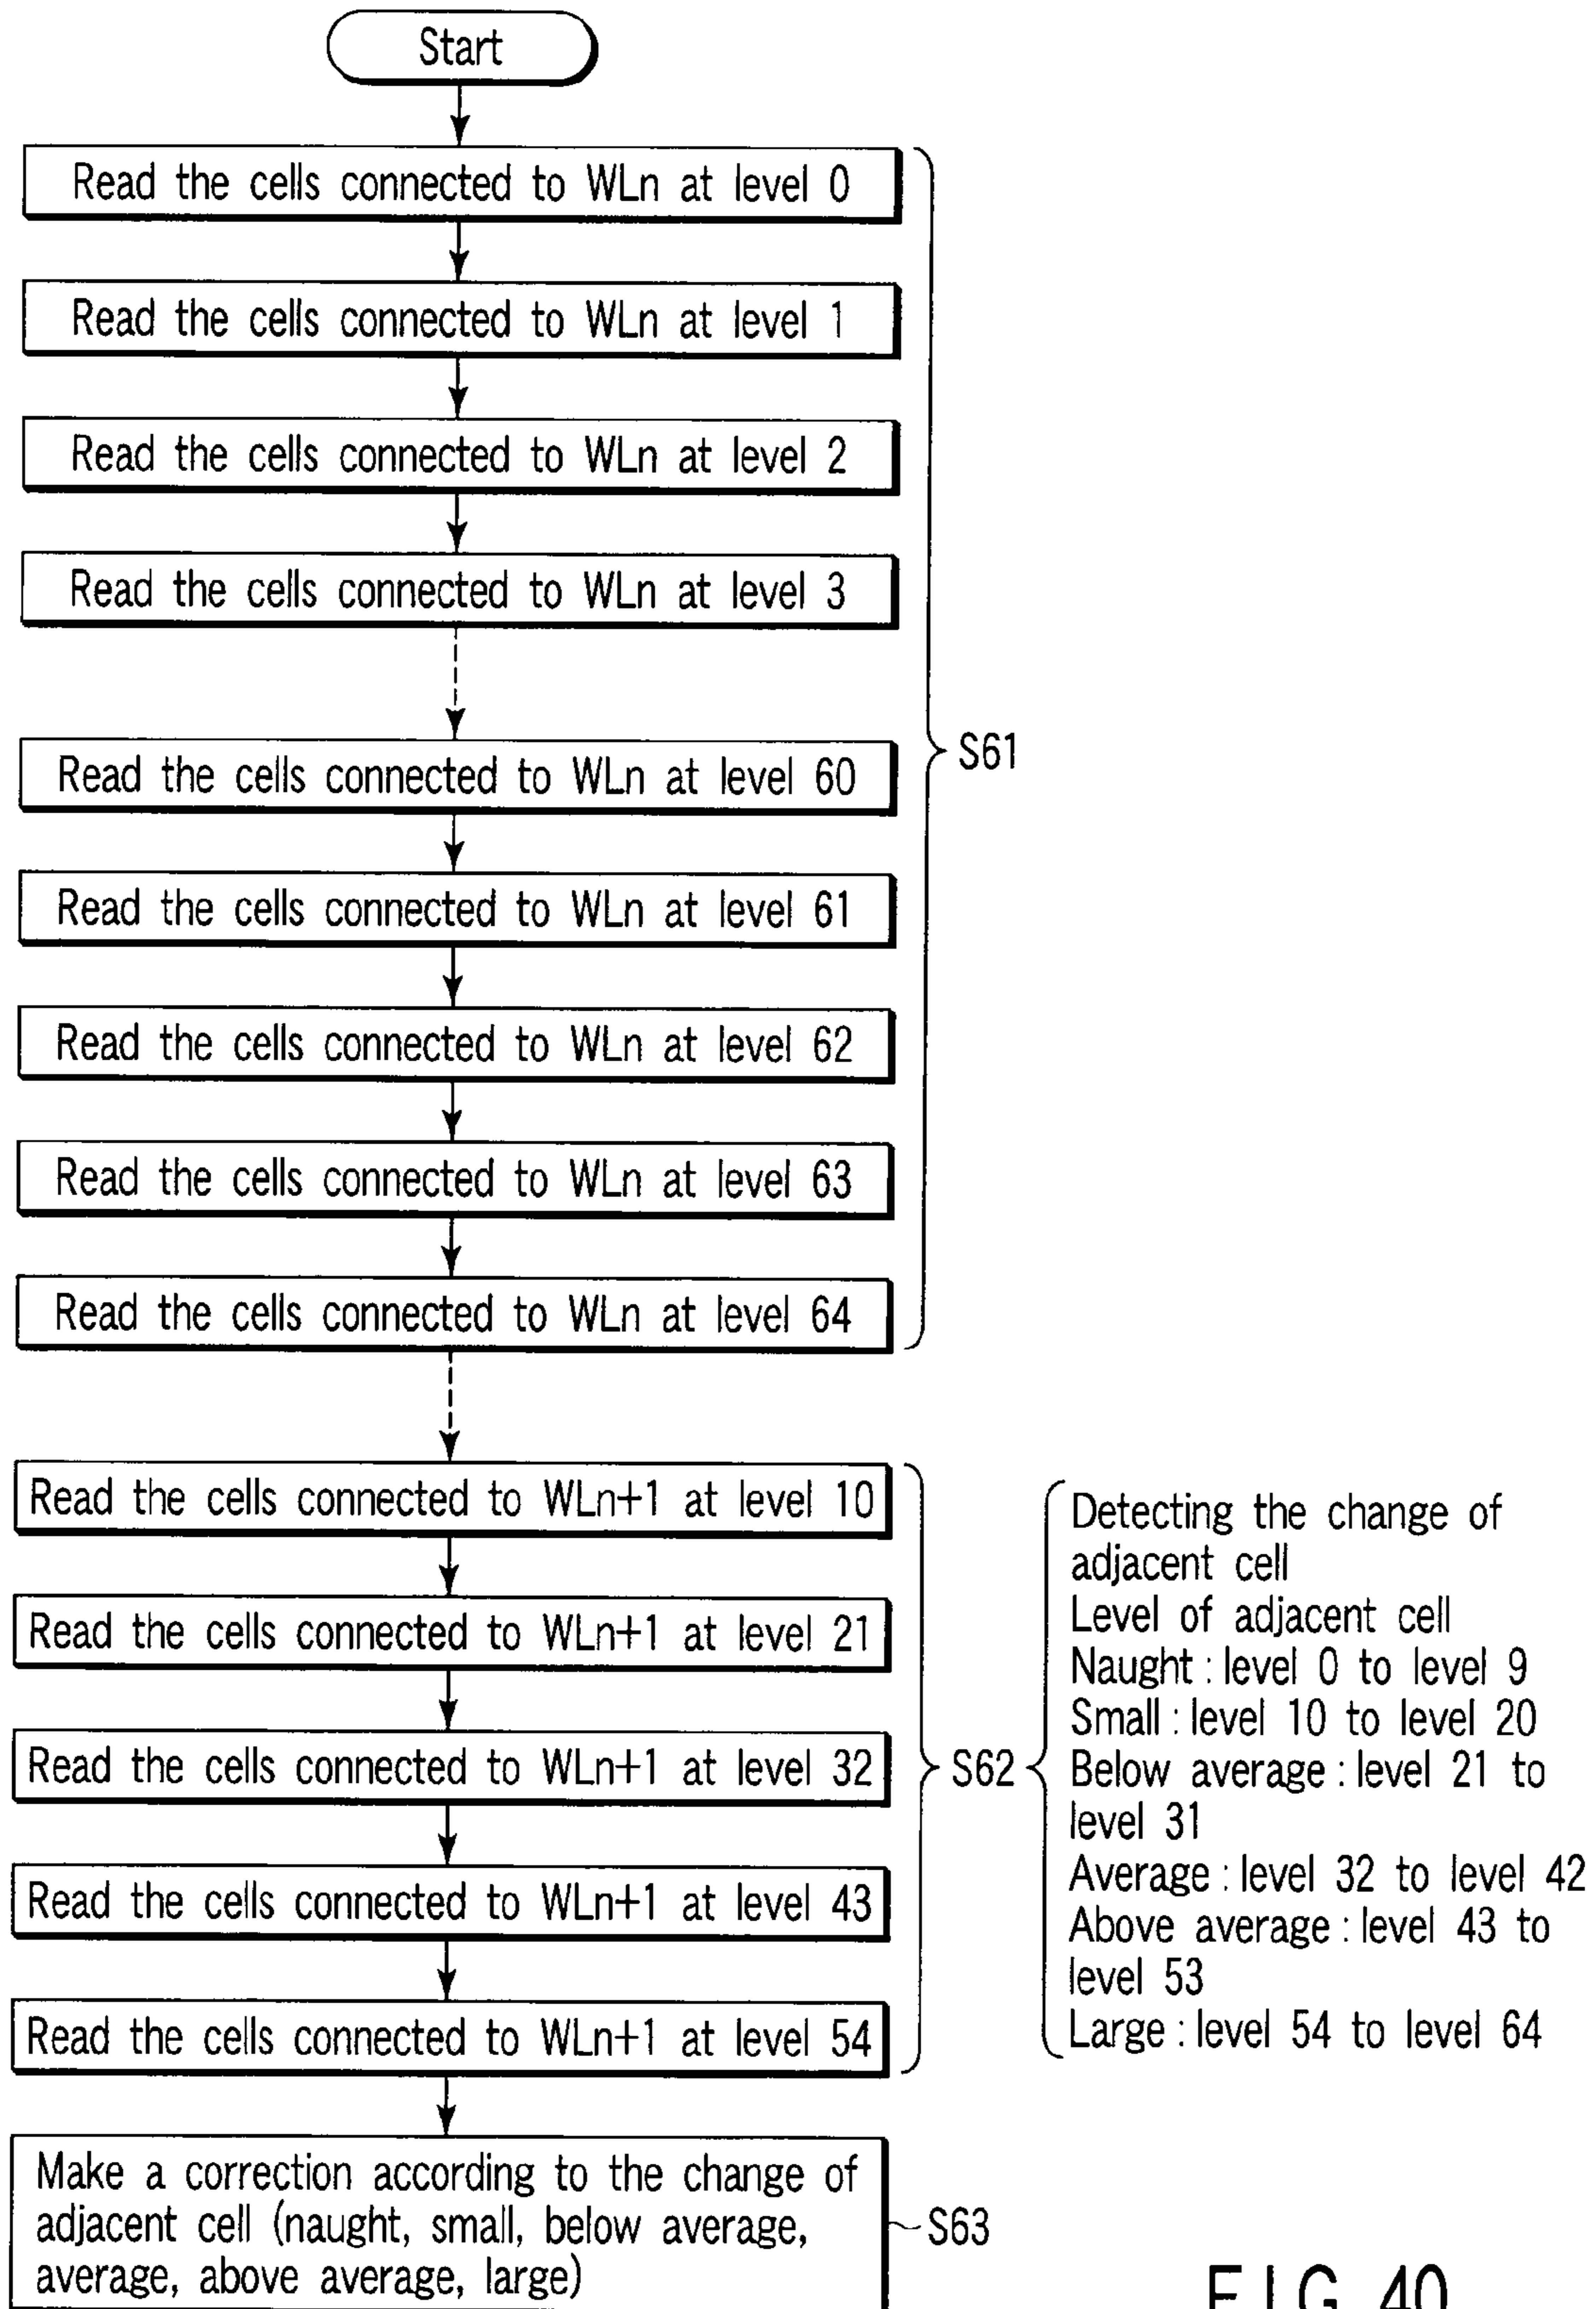 Start
Read the cells connected to WLn at level 0
Read the cells connected to WLn at level 1
Read the cells connected to WLn at level 2
Read the cells connected to WLn at level 3
Read the cells connected to WLn at level 60
S61
Read the cells connected to WLn at level 61
Read the cells connected to WLn at level 62
Read the cells connected to WLn at level 63
Read the cells connected to WLn at level 64
Read the cells connected to WLn+1 at level 10
Read the cells connected to WLn+1 at level 21
Read the cells connected to WLn+1 at level 32
Read the cells connected to WLn+1 at level 43
Read the cells connected to WLn+1 at level 54
S62
Detecting the change of
adjacent cell
Level of adjacent cell
Naught : level 0 to level 9
Small : level 10 to level 20
Below average : level 21 to
level 31
Average : level 32 to level 42
Above average : level 43 to
level 53
Large : level 54 to level 64
Make a correction according to the change of
adjacent cell (naught, small, below average,
average, above average, large)
S63
FIG. 40